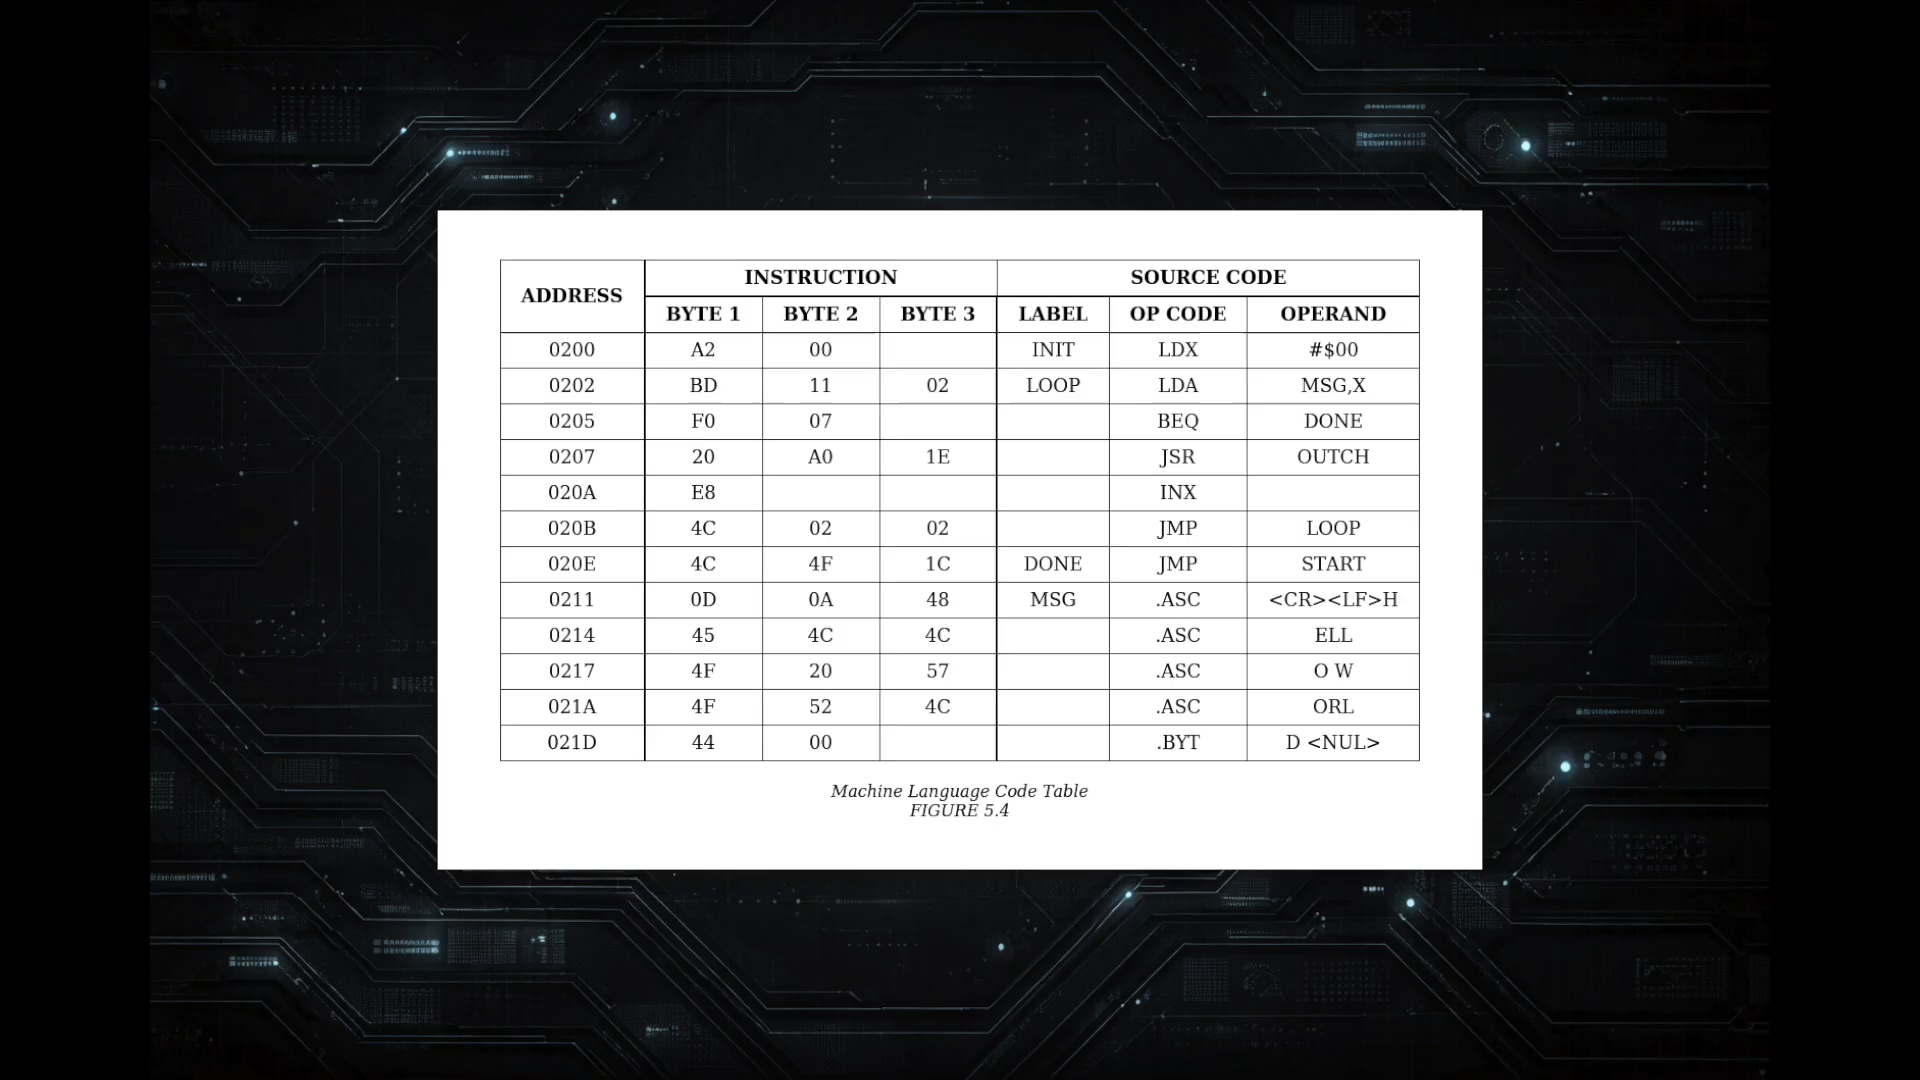 ADDRESS INSTRUCTION SOURCE CODE
BYTE 1 BYTE 2 BYTE 3 LABEL OP CODE OPERAND
0200 A2 00 INIT LDX #$00
0202 BD 11 02 LOOP LDA MSG,X
0205 F0 07 BEQ DONE
0207 20 A0 1E JSR OUTCH
020A E8 INX
020B 4C 02 02 JMP LOOP
020E 4C 4F 1C DONE JMP START
0211 0D 0A 48 MSG .ASC <CR><LF>H
0214 45 4C 4C .ASC ELL
0217 4F 20 57 .ASC O W
021A 4F 52 4C .ASC ORL
021D 44 00 .BYT D <NUL>
Machine Language Code Table
FIGURE 5.4